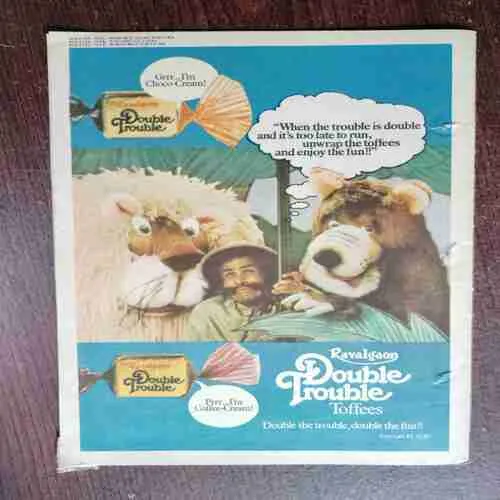 Grrr...I'm
Choco-Cream!
Ravalgaon
Double
Trouble
"When the trouble is double
and it's too late to run,
unwrap the toffees
and enjoy the fun!!"
Ravalgaon
Double
Trouble
Prrr...I'm
Coffee-Cream!
Ravalgaon
Double
Trouble
Toffees
Double the trouble, double the fun!!